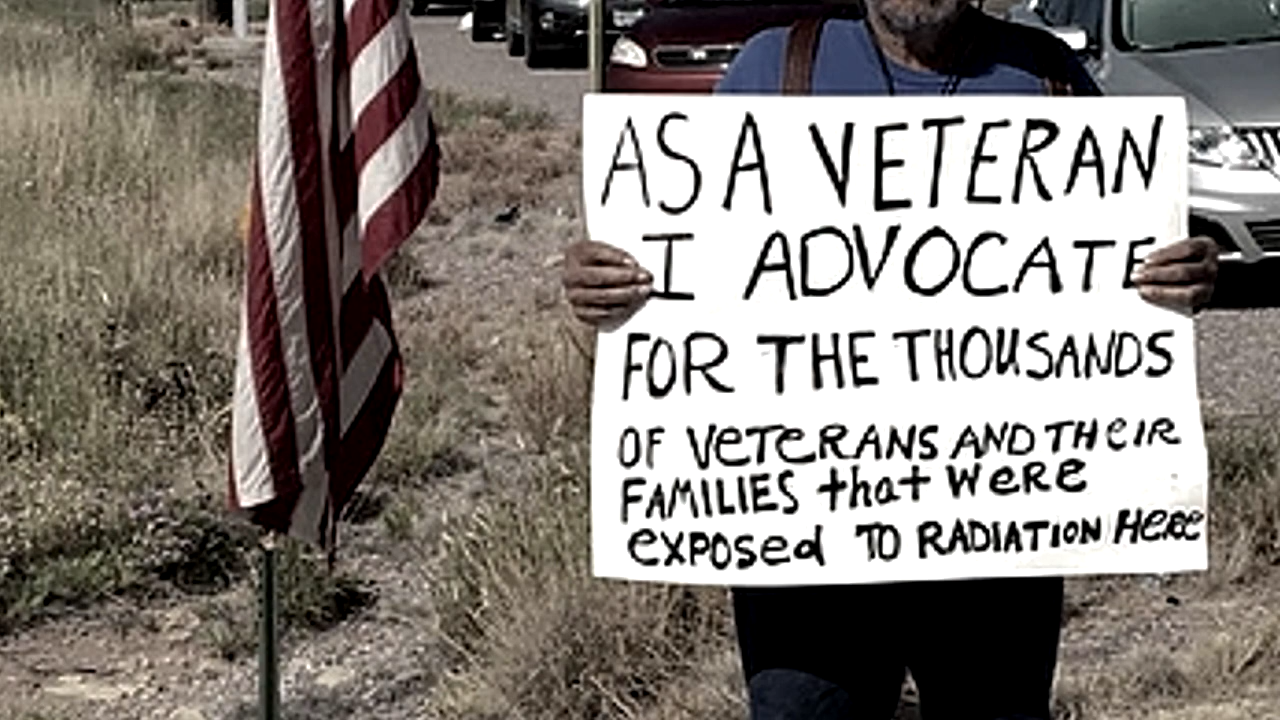 AS A VETERAN
I ADVOCATE
FOR THE THOUSANDS
OF VeTeRANS AND THeIR
FAMILIES that WeRe
exposed TO RADIATION HeRe